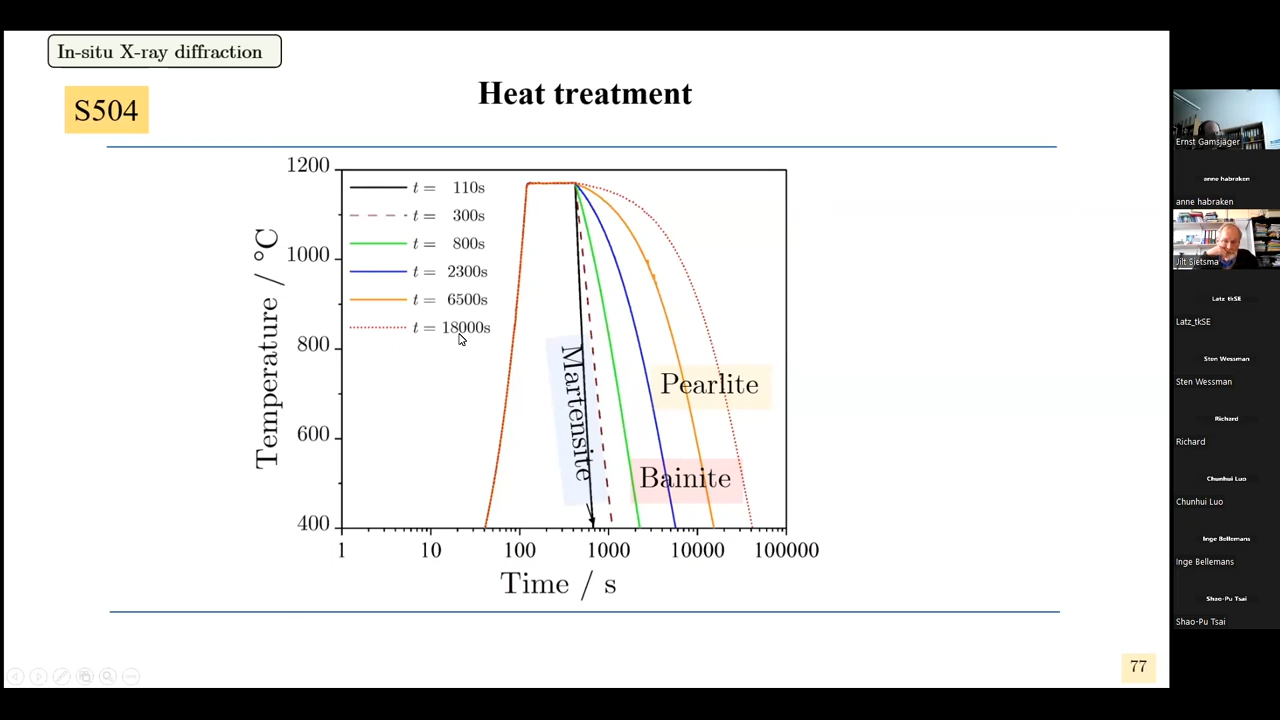 In-situ X-ray diffraction
S504
Heat treatment
1200
1000
800
600
400
Temperature / °C
t = 110s
t = 300s
t = 800s
t = 2300s
t = 6500s
t = 18000s
Martensite
Pearlite
Bainite
1
10
100
1000
10000
100000
Time / s
77
Ernst Gamsjäger
anne habraken
anne habraken
Jilt Sietsma
Latz_tkSE
Latz_tkSE
Sten Wessman
Sten Wessman
Richard
Richard
Chunhui Luo
Chunhui Luo
Inge Bellemans
Inge Bellemans
Shao-Pu Tsai
Shao-Pu Tsai